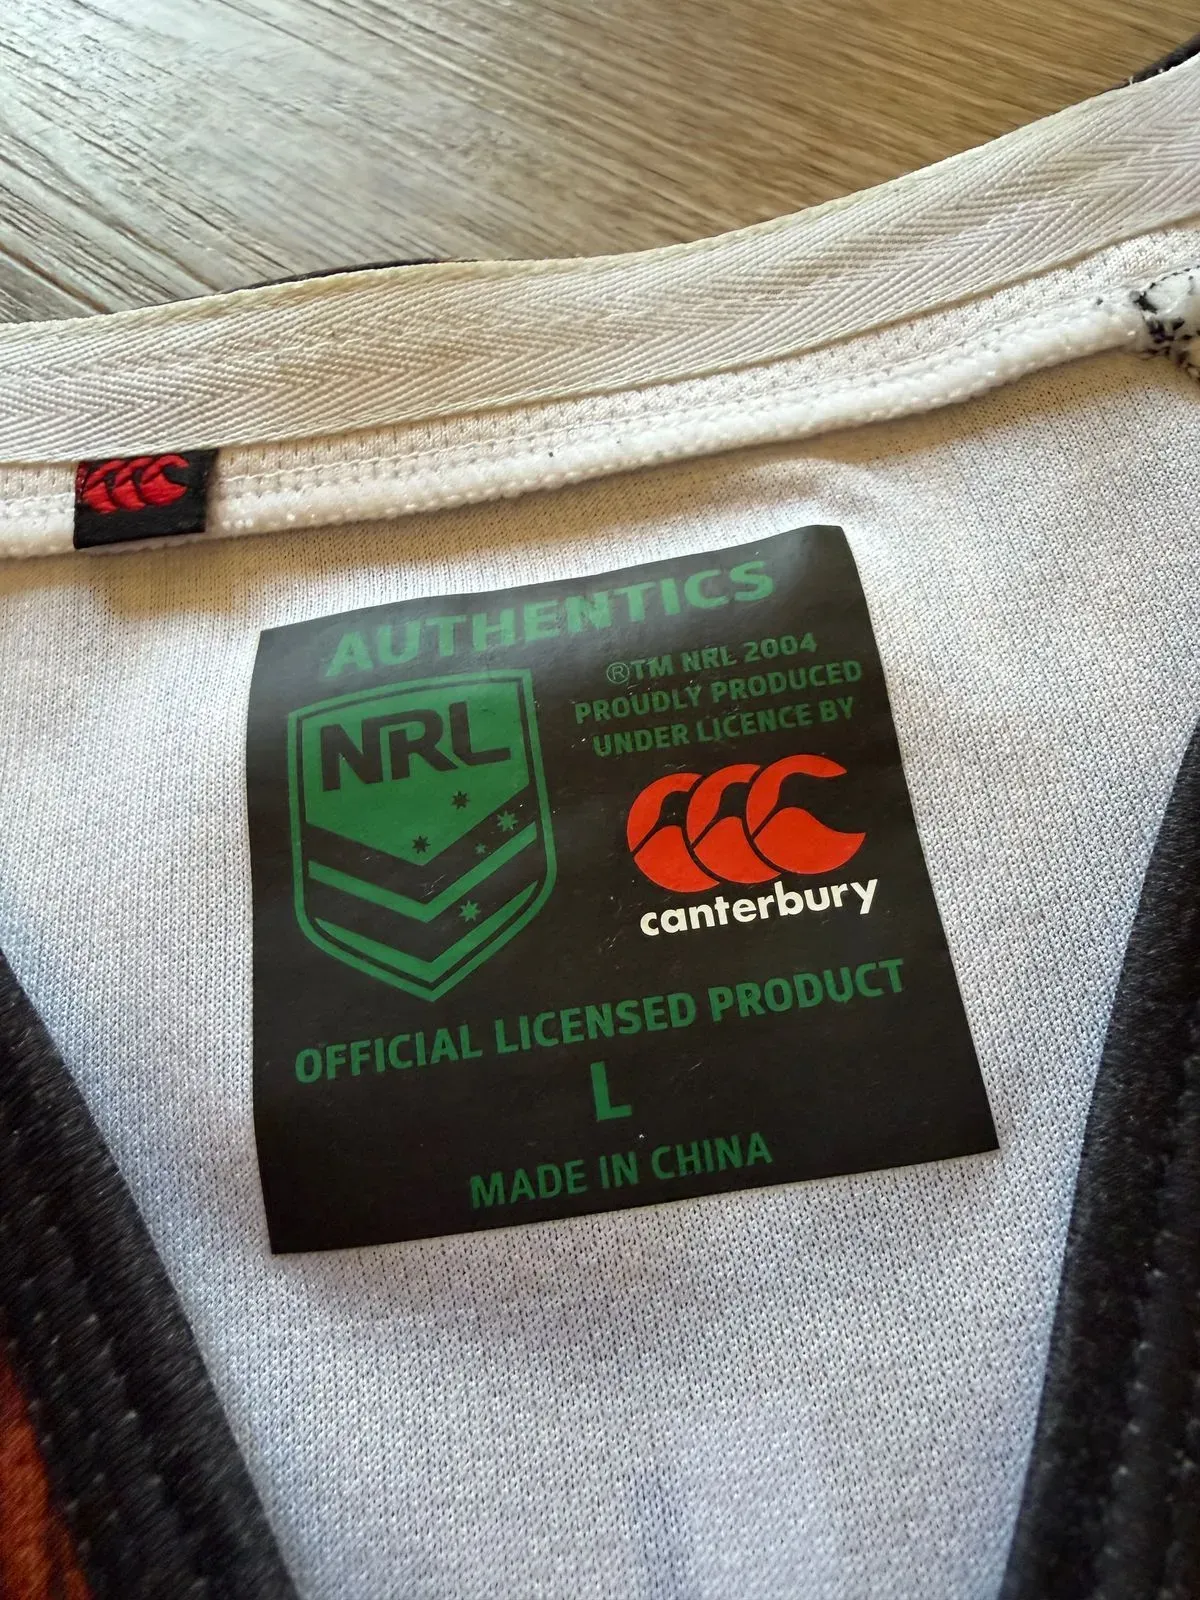 AUTHENTICS
NRL
®TM NRL 2004
PROUDLY PRODUCED
UNDER LICENCE BY
canterbury
OFFICIAL LICENSED PRODUCT
L
MADE IN CHINA